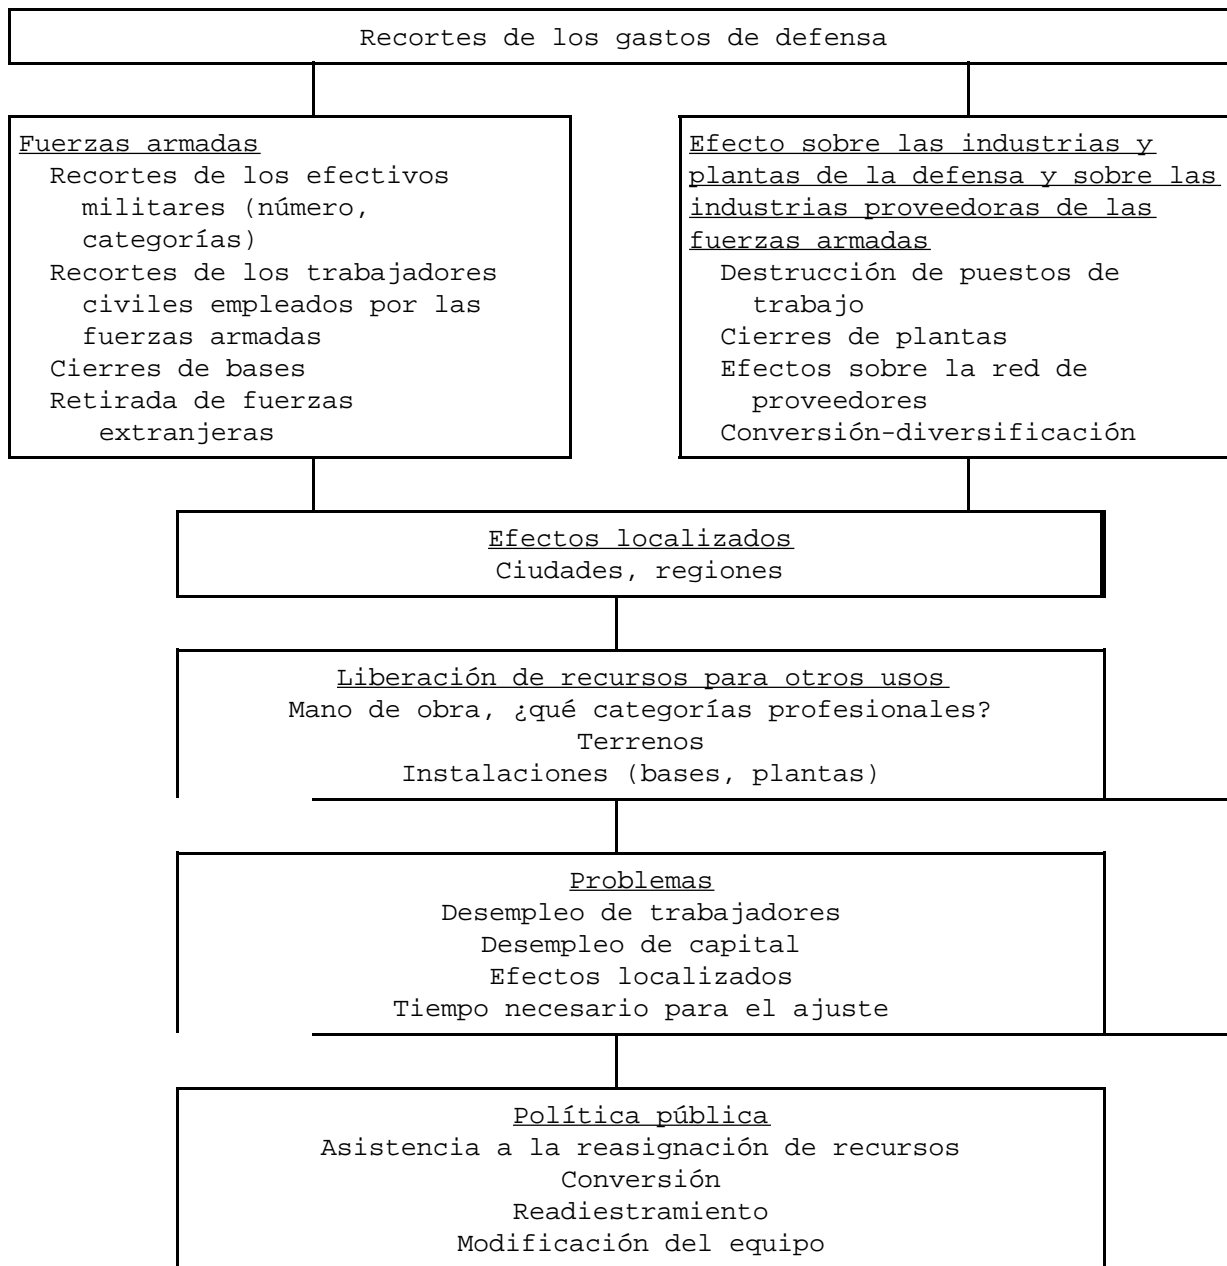 Recortes de los gastos de defensa
Fuerzas armadas
Recortes de los efectivos
militares (número,
categorías)
Recortes de los trabajadores
civiles empleados por las
fuerzas armadas
Cierres de bases
Retirada de fuerzas
extranjeras
Efecto sobre las industrias y
plantas de la defensa y sobre las
industrias proveedoras de las
fuerzas armadas
Destrucción de puestos de
trabajo
Cierres de plantas
Efectos sobre la red de
proveedores
Conversión-diversificación
Efectos localizados
Ciudades, regiones
Liberación de recursos para otros usos
Mano de obra, ¿qué categorías profesionales?
Terrenos
Instalaciones (bases, plantas)
Problemas
Desempleo de trabajadores
Desempleo de capital
Efectos localizados
Tiempo necesario para el ajuste
Política pública
Asistencia a la reasignación de recursos
Conversión
Readiestramiento
Modificación del equipo